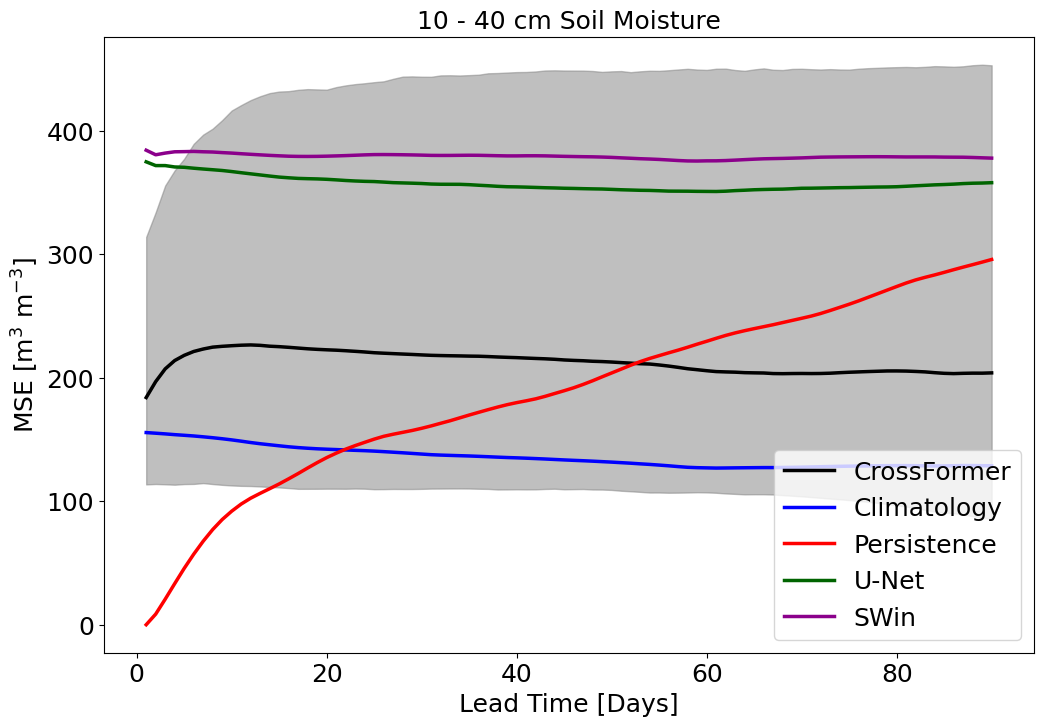 10 - 40 cm Soil Moisture
MSE [m³ m⁻³]
400
300
200
100
0
0 20 40 60 80
Lead Time [Days]
CrossFormer
Climatology
Persistence
U-Net
SWin